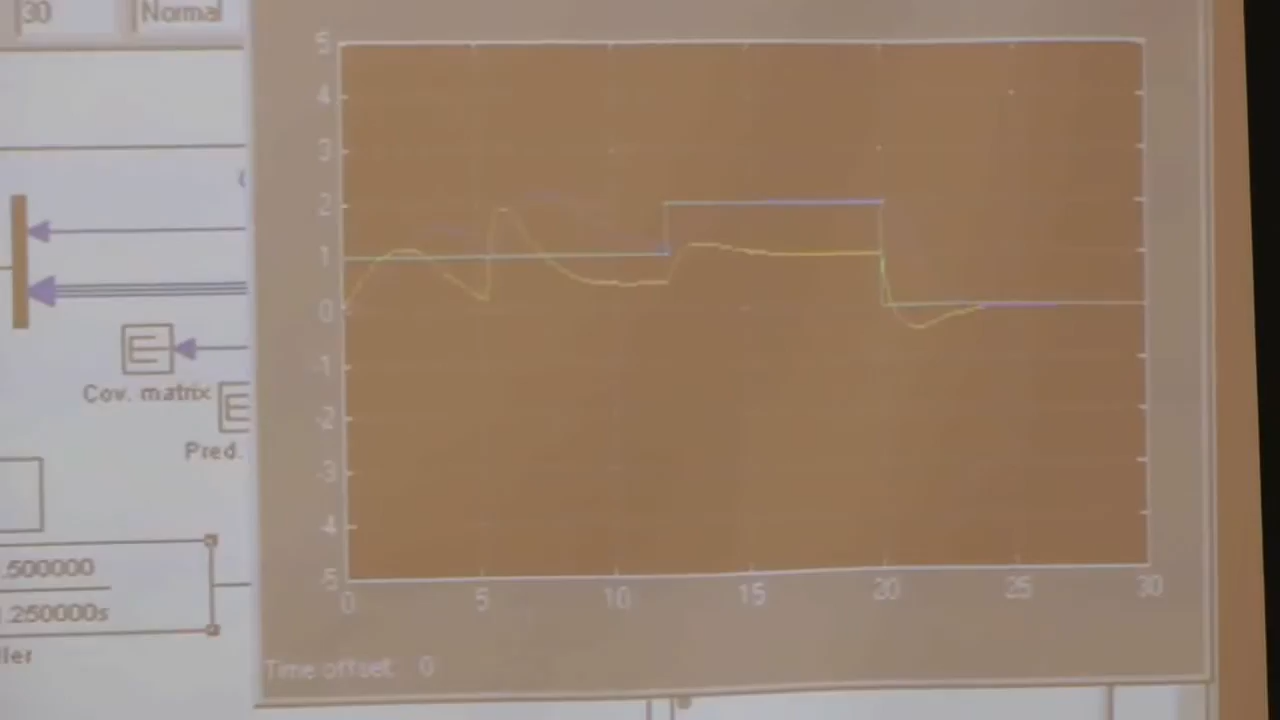 30 Normal
5
4
3
2
1
0
-1
-2
-3
-4
-5
0 5 10 15 20 25 30
Time offset: 0
Cov. matrix
Pred.
.500000
.250000s
ller